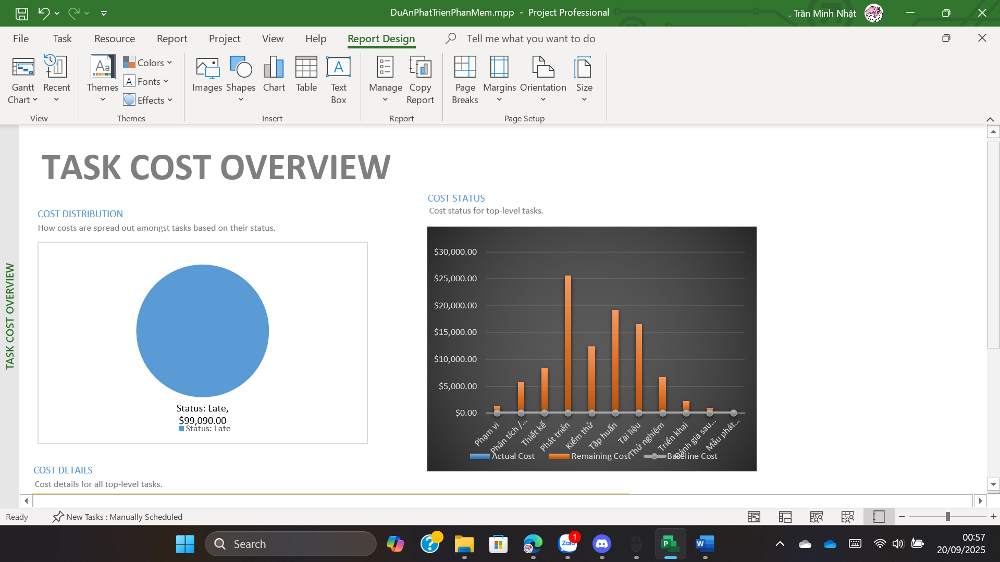 DuAnPhatTrienPhanMem.mpp - Project Professional
. Trần Minh Nhật
File Task Resource Report Project View Help Report Design Tell me what you want to do
Gantt Chart
Recent
View
Aa
Themes
Colors
A Fonts
Effects
Themes
Images
Shapes
Chart
Table
A
Text Box
Insert
Manage
Copy Report
Report
Page Breaks
Margins
Orientation
Size
Page Setup
TASK COST OVERVIEW
TASK COST OVERVIEW
COST DISTRIBUTION
How costs are spread out amongst tasks based on their status.
Status: Late,
$99,090.00
Status: Late
COST STATUS
Cost status for top-level tasks.
$30,000.00
$25,000.00
$20,000.00
$15,000.00
$10,000.00
$5,000.00
$0.00
Phạm vi
Phân tích /...
Thiết kế
Phát triển
Kiểm thử
Tập huấn
Tài liệu
Thử nghiệm
Triển khai
Đánh giá sau...
Mẫu phát...
Actual Cost Remaining Cost Baseline Cost
COST DETAILS
Cost details for all top-level tasks.
Ready New Tasks : Manually Scheduled
Search
?
Zalo
1
P
W
00:57
20/09/2025